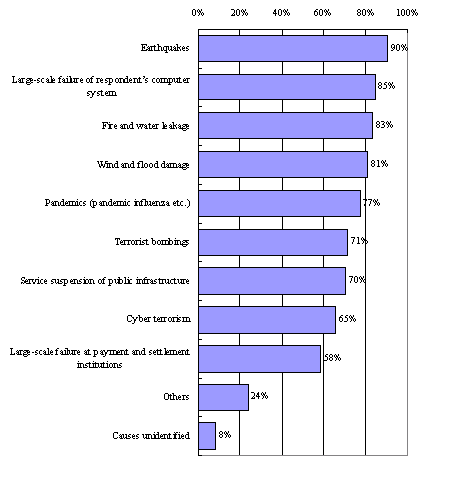 0% 20% 40% 60% 80% 100%
Earthquakes 90%
Large-scale failure of respondent's computer
system 85%
Fire and water leakage 83%
Wind and flood damage 81%
Pandemics (pandemic influenza etc.) 77%
Terrorist bombings 71%
Service suspension of public infrastructure 70%
Cyber terrorism 65%
Large-scale failure at payment and settlement
institutions 58%
Others 24%
Causes unidentified 8%